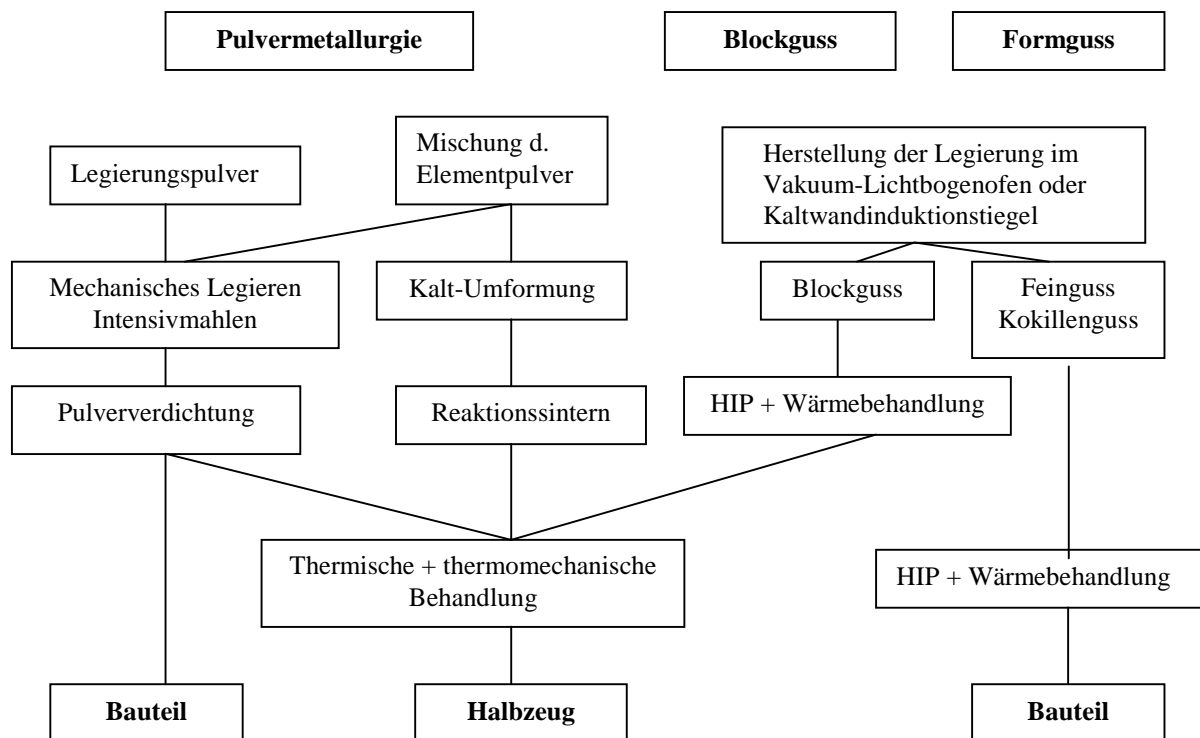 Pulvermetallurgie
Blockguss
Formguss
Legierungspulver
Mischung d.
Elementpulver
Herstellung der Legierung im
Vakuum-Lichtbogenofen oder
Kaltwandinduktionstiegel
Mechanisches Legieren
Intensivmahlen
Kalt-Umformung
Blockguss
Feinguss
Kokillenguss
Pulververdichtung
Reaktionssintern
HIP + Wärmebehandlung
Thermische + thermomechanische
Behandlung
HIP + Wärmebehandlung
Bauteil
Halbzeug
Bauteil